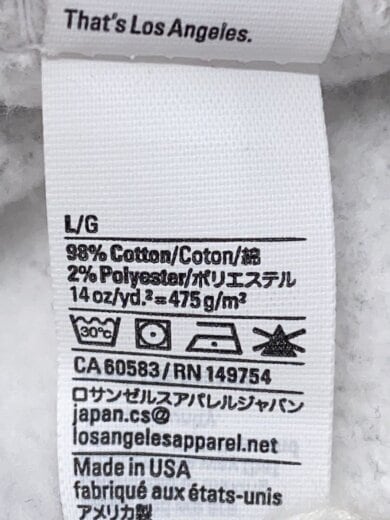 That's Los Angeles.
L/G
98% Cotton/Coton/綿
2% Polyester/ポリエステル
14 oz/yd.²=475g/m²
30°C
CA 60583/RN 149754
ロサンゼルスアパレルジャパン
japan.cs@
losangelesapparel.net
Made in USA
fabriqué aux états-unis
アメリカ製